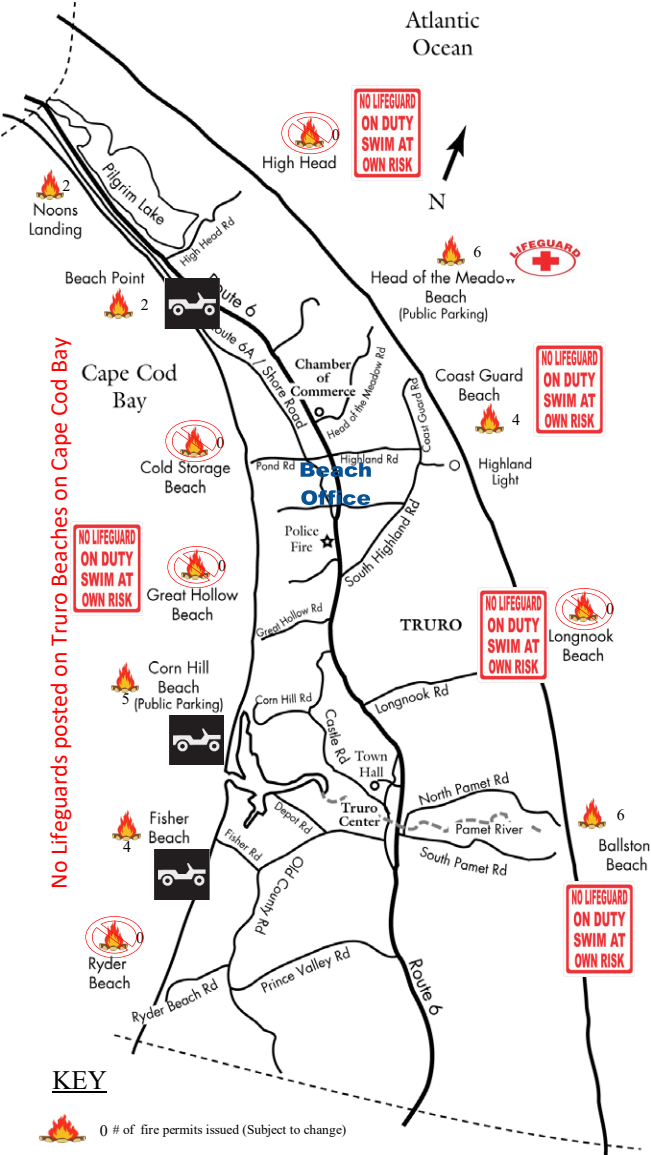 Atlantic
Ocean
NO LIFEGUARD
ON DUTY
SWIM AT
OWN RISK
0
High Head
N
Pilgrim Lake
2
Noons
Landing
High Head Rd
6
LIFEGUARD
Head of the Meadow
Beach
(Public Parking)
Beach Point
2
Route 6
Route 6A / Shore Road
Cape Cod
Bay
Chamber
of
Commerce
Head of the Meadow Rd
Coast Guard
Beach
4
NO LIFEGUARD
ON DUTY
SWIM AT
OWN RISK
Coast Guard Rd
No Lifeguards posted on Truro Beaches on Cape Cod Bay
0
Cold Storage
Beach
Pond Rd
Highland Rd
Highland
Light
Beach
Office
Police
Fire
South Highland Rd
NO LIFEGUARD
ON DUTY
SWIM AT
OWN RISK
0
Great Hollow
Beach
Great Hollow Rd
TRURO
NO LIFEGUARD
ON DUTY
SWIM AT
OWN RISK
0
Longnook
Beach
Corn Hill
Beach
(Public Parking)
5
Corn Hill Rd
Longnook Rd
Castle Rd
Town
Hall
North Pamet Rd
Truro
Center
Pamet River
South Pamet Rd
6
Ballston
Beach
Depot Rd
Fisher
Beach
4
Fisher Rd
Old County Rd
NO LIFEGUARD
ON DUTY
SWIM AT
OWN RISK
0
Ryder
Beach
Ryder Beach Rd
Prince Valley Rd
Route 6
KEY
0 # of fire permits issued (Subject to change)